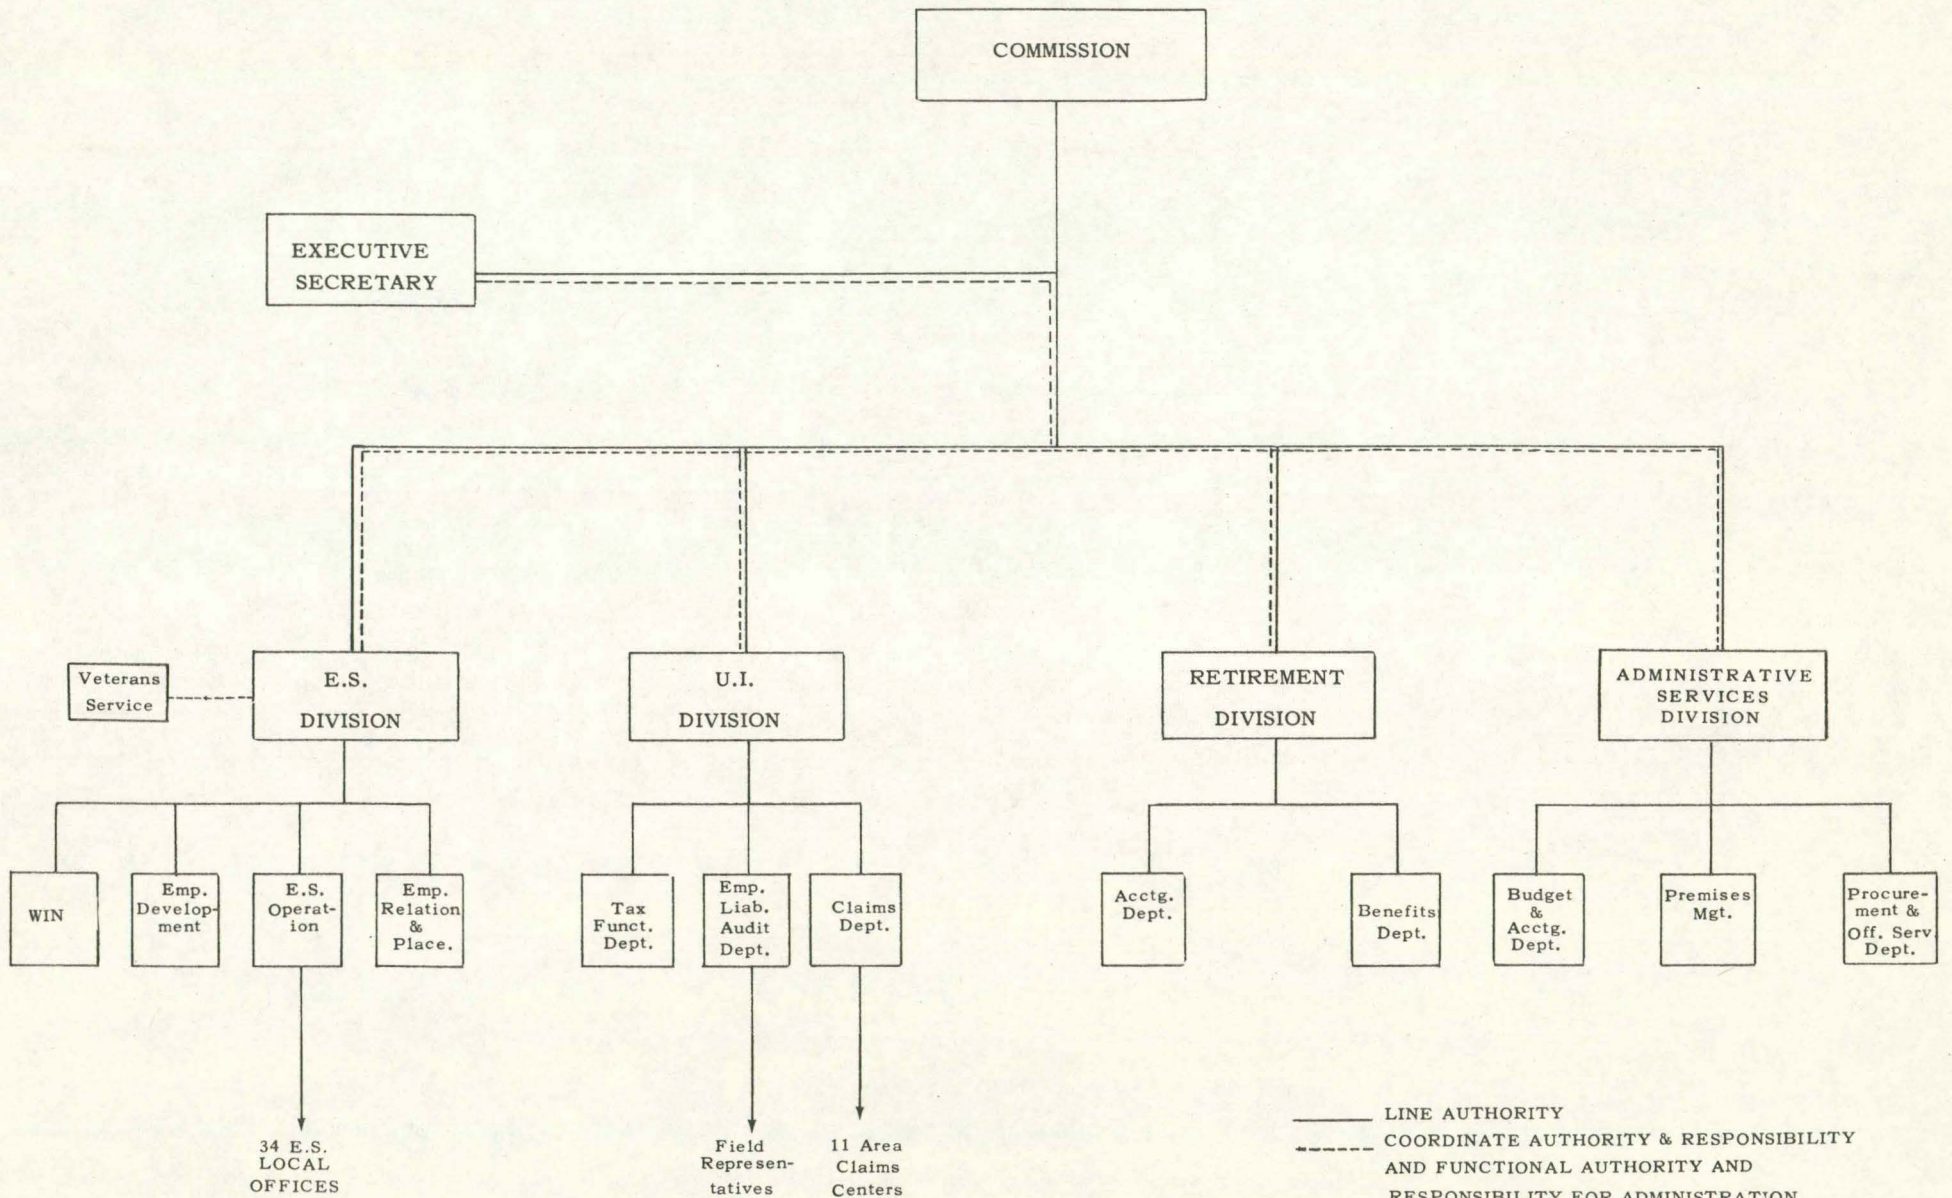 COMMISSION
EXECUTIVE
SECRETARY
Veterans
Service
E.S.
DIVISION
U.I.
DIVISION
RETIREMENT
DIVISION
ADMINISTRATIVE
SERVICES
DIVISION
WIN
Emp.
Develop-
ment
E.S.
Operat-
ion
Emp.
Relation
&
Place.
Tax
Funct.
Dept.
Emp.
Liab.
Audit
Dept.
Claims
Dept.
Acctg.
Dept.
Benefits
Dept.
Budget
&
Acctg.
Dept.
Premises
Mgt.
Procure-
ment &
Off. Serv.
Dept.
34 E.S.
LOCAL
OFFICES
Field
Represen-
tatives
11 Area
Claims
Centers
LINE AUTHORITY
COORDINATE AUTHORITY & RESPONSIBILITY
AND FUNCTIONAL AUTHORITY AND
RESPONSIBILITY FOR ADMINISTRATION